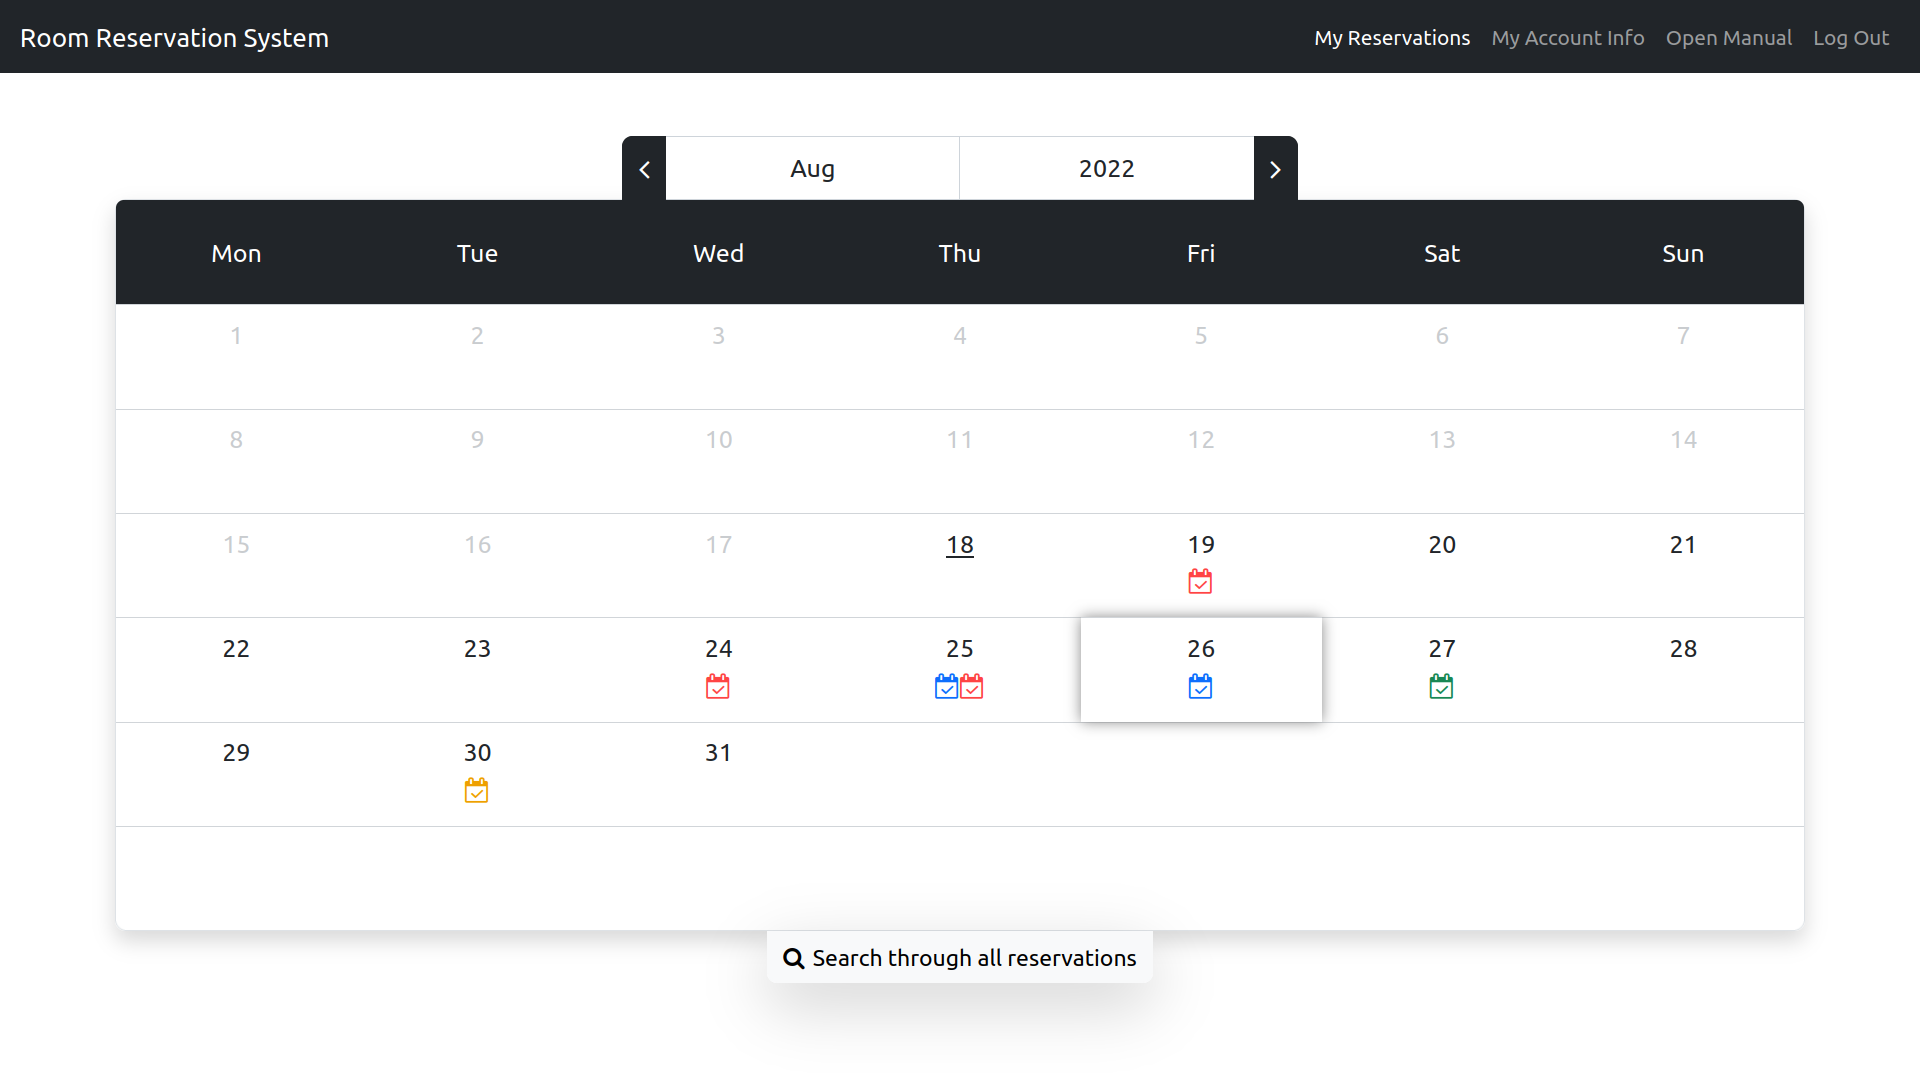 Room Reservation System My Reservations My Account Info Open Manual Log Out
Aug 2022
Mon Tue Wed Thu Fri Sat Sun
1 2 3 4 5 6 7
8 9 10 11 12 13 14
15 16 17 18 19 20 21
22 23 24 25 26 27 28
29 30 31
Search through all reservations